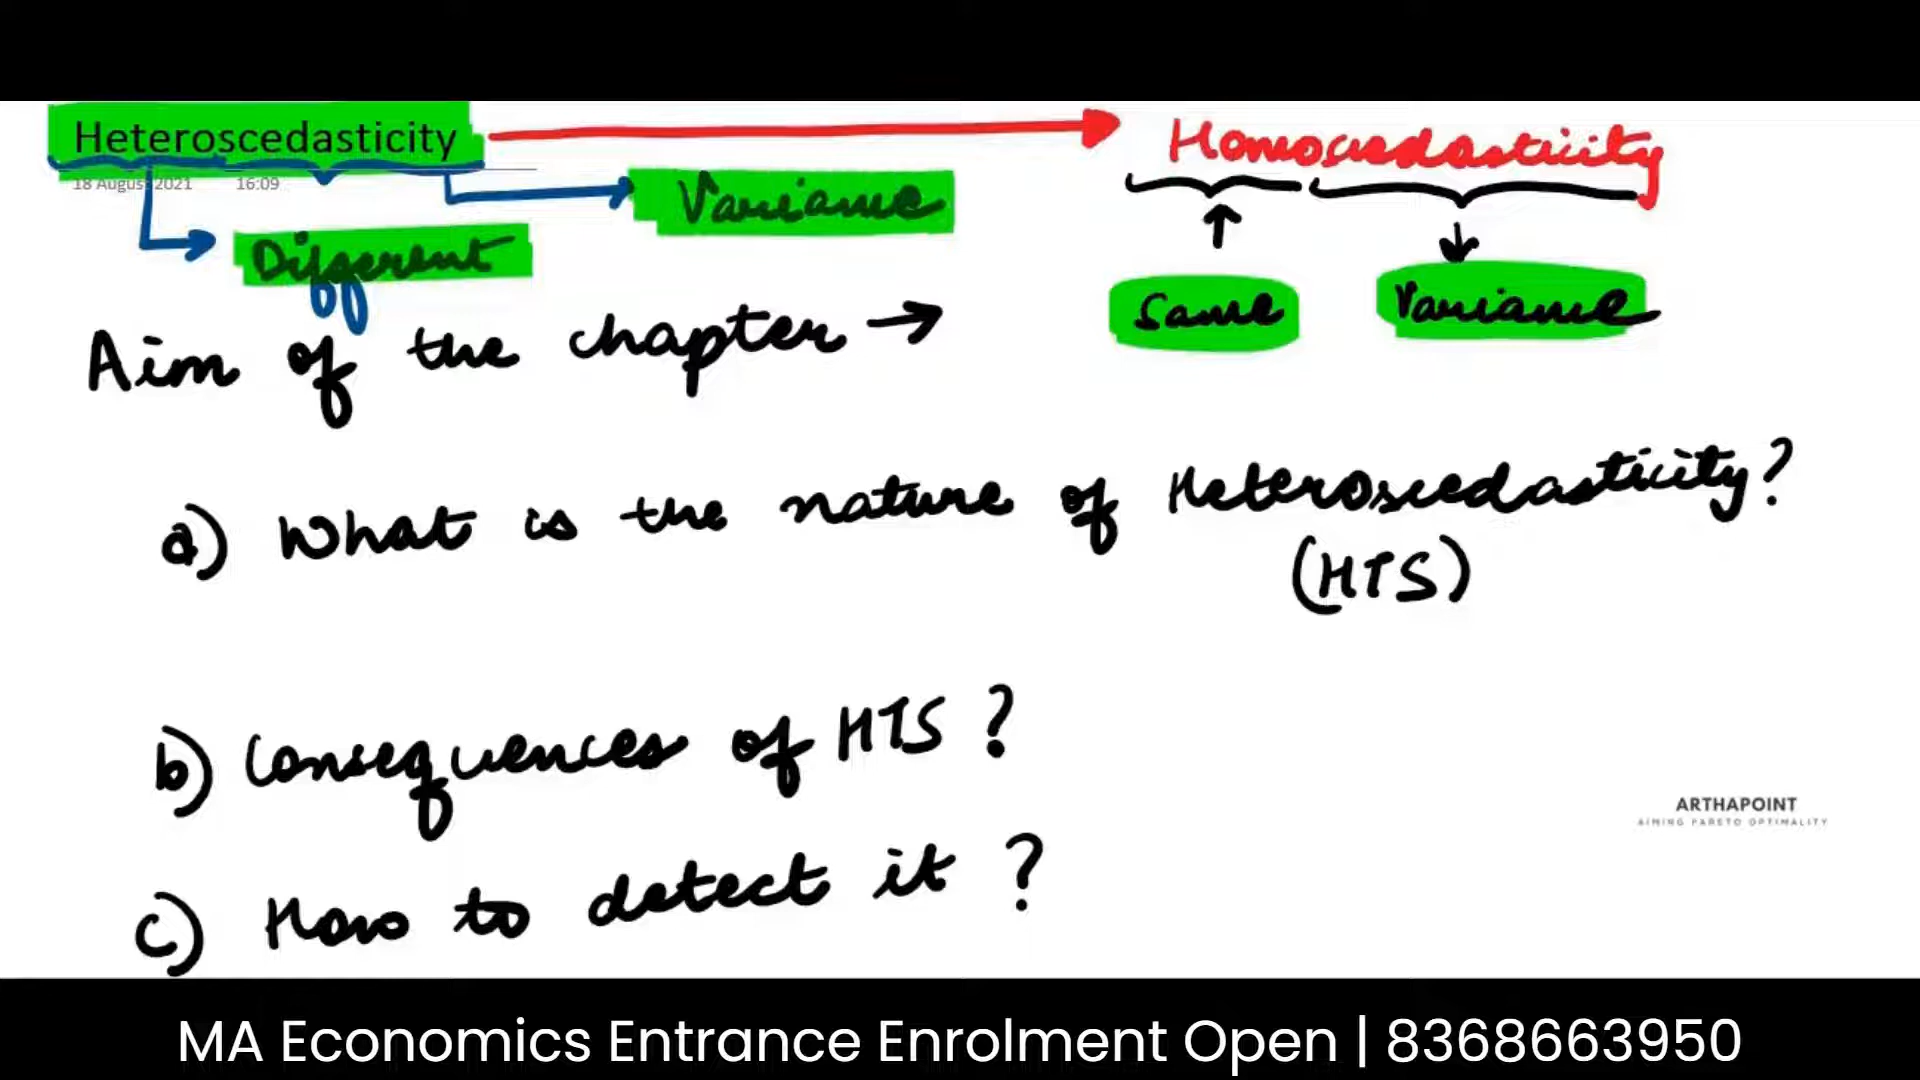 Heteroscedasticity
Homoscedasticity
18 August 2021 16:09
Variance
Different
Same
Variance
Aim of the chapter →
a) What is the nature of Heteroscedasticity?
(HTS)
b) Consequences of HTS?
ARTHAPOINT
AIMING PARETO OPTIMALITY
c) How to detect it?
MA Economics Entrance Enrolment Open | 8368663950